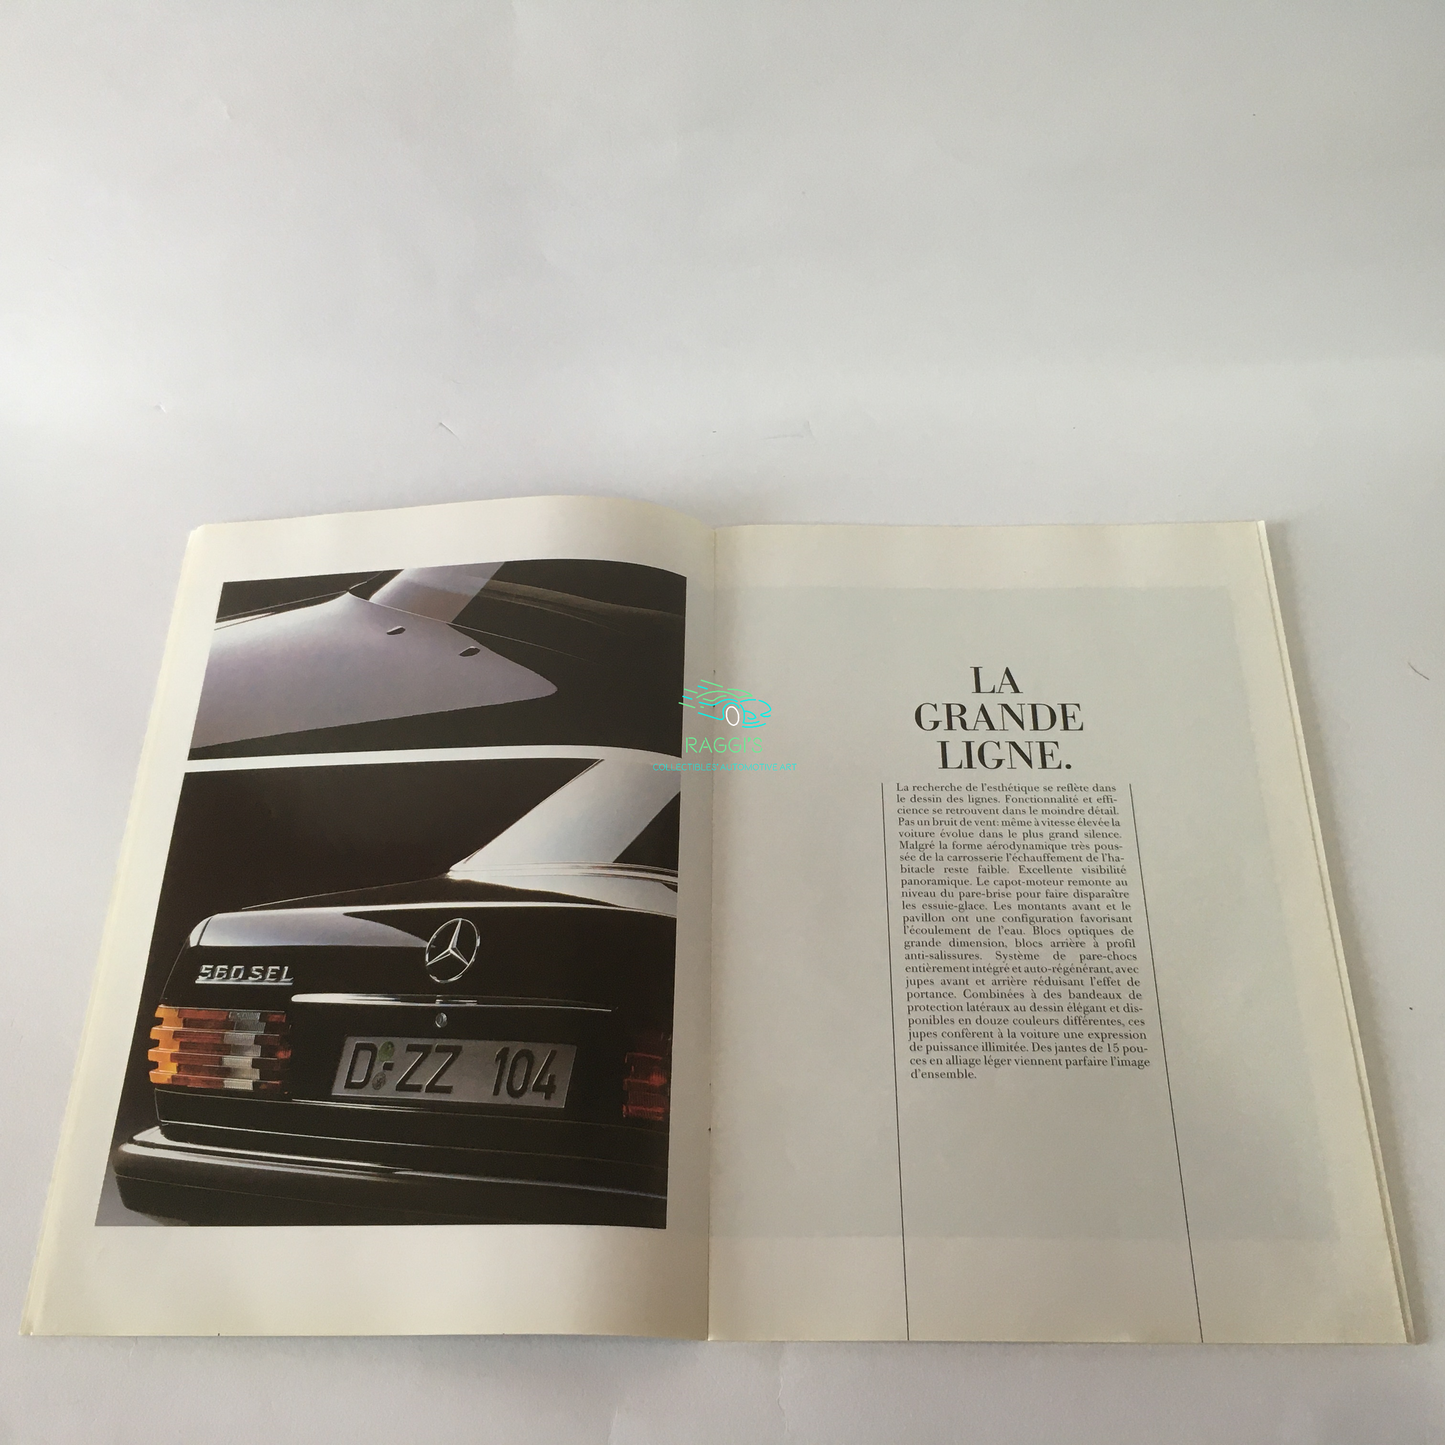 560 SEL
D ZZ 104
RAGGI'S
LA
GRANDE
LIGNE.
La recherche de l'esthétique se reflète dans
le dessin des lignes. Fonctionnalité et effi-
cience se retrouvent dans le moindre détail.
Pas un bruit de vent: même à vitesse élevée la
voiture évolue dans le plus grand silence.
Malgré la forme aérodynamique très pous-
sée de la carrosserie l'échauffement de l'ha-
bitacle reste faible. Excellente visibilité
panoramique. Le capot-moteur remonte au
niveau du pare-brise pour faire disparaître
les essuie-glace. Les montants avant et le
pavillon ont une configuration favorisant
l'écoulement de l'eau. Blocs optiques de
grande dimension, blocs arrière à profil
anti-salissures. Système de pare-chocs
entièrement intégré et auto-régénérant, avec
jupes avant et arrière réduisant l'effet de
portance. Combinées à des bandeaux de
protection latéraux au dessin élégant et dis-
ponibles en douze couleurs différentes, ces
jupes confèrent à la voiture une expression
de puissance illimitée. Des jantes de 15 pou-
ces en alliage léger viennent parfaire l'image
d'ensemble.